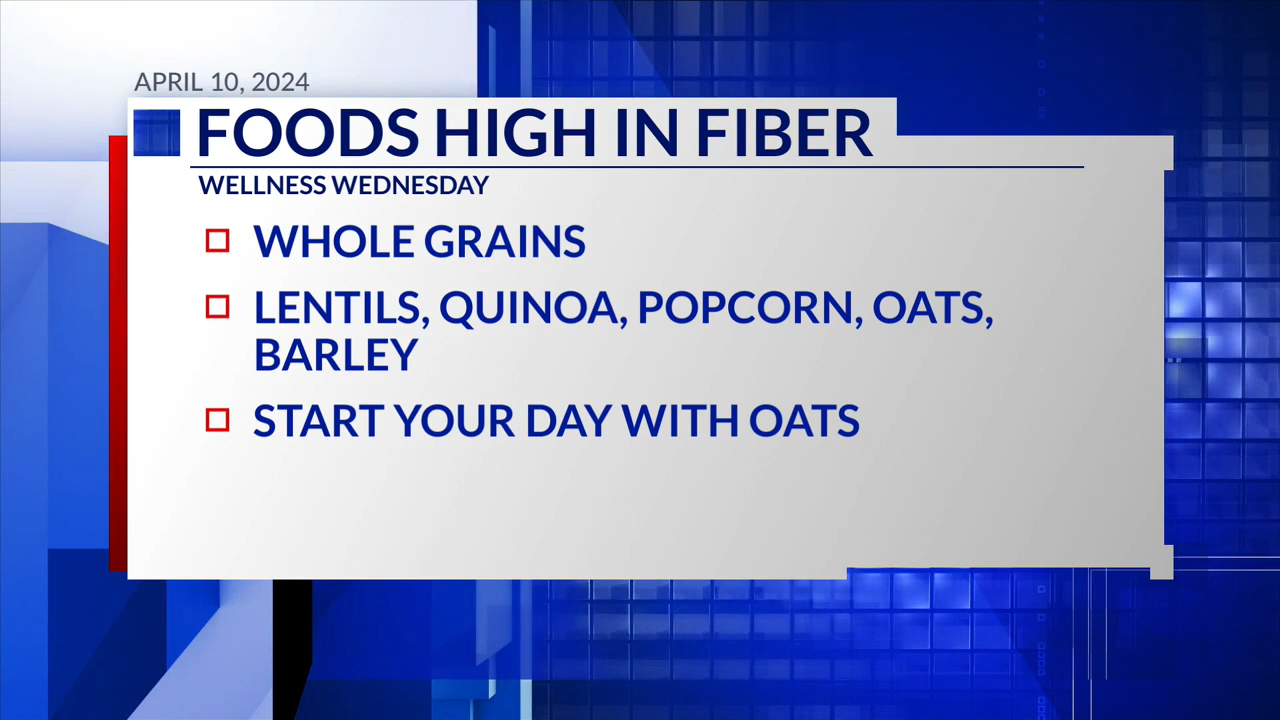 APRIL 10, 2024
FOODS HIGH IN FIBER
WELLNESS WEDNESDAY
WHOLE GRAINS
LENTILS, QUINOA, POPCORN, OATS,
BARLEY
START YOUR DAY WITH OATS